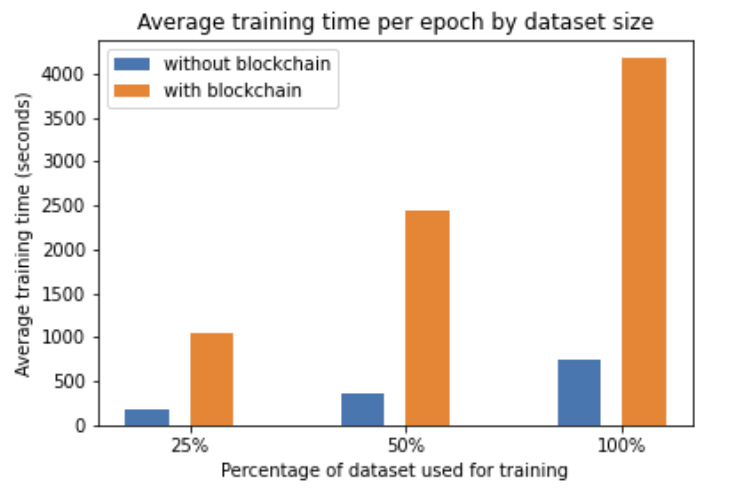 Average training time per epoch by dataset size
without blockchain
with blockchain
Average training time (seconds)
4000
3500
3000
2500
2000
1500
1000
500
0
25%
50%
100%
Percentage of dataset used for training